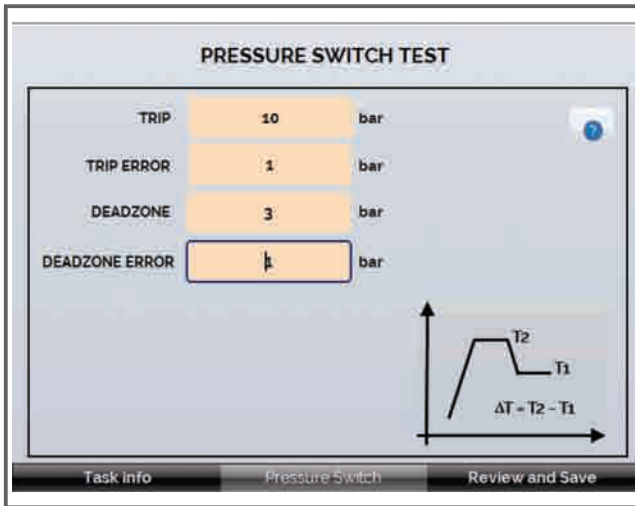 PRESSURE SWITCH TEST
TRIP 10 bar
?
TRIP ERROR 1 bar
DEADZONE 3 bar
DEADZONE ERROR 1 bar
T2
T1
ΔT = T2 - T1
Task info Pressure Switch Review and Save